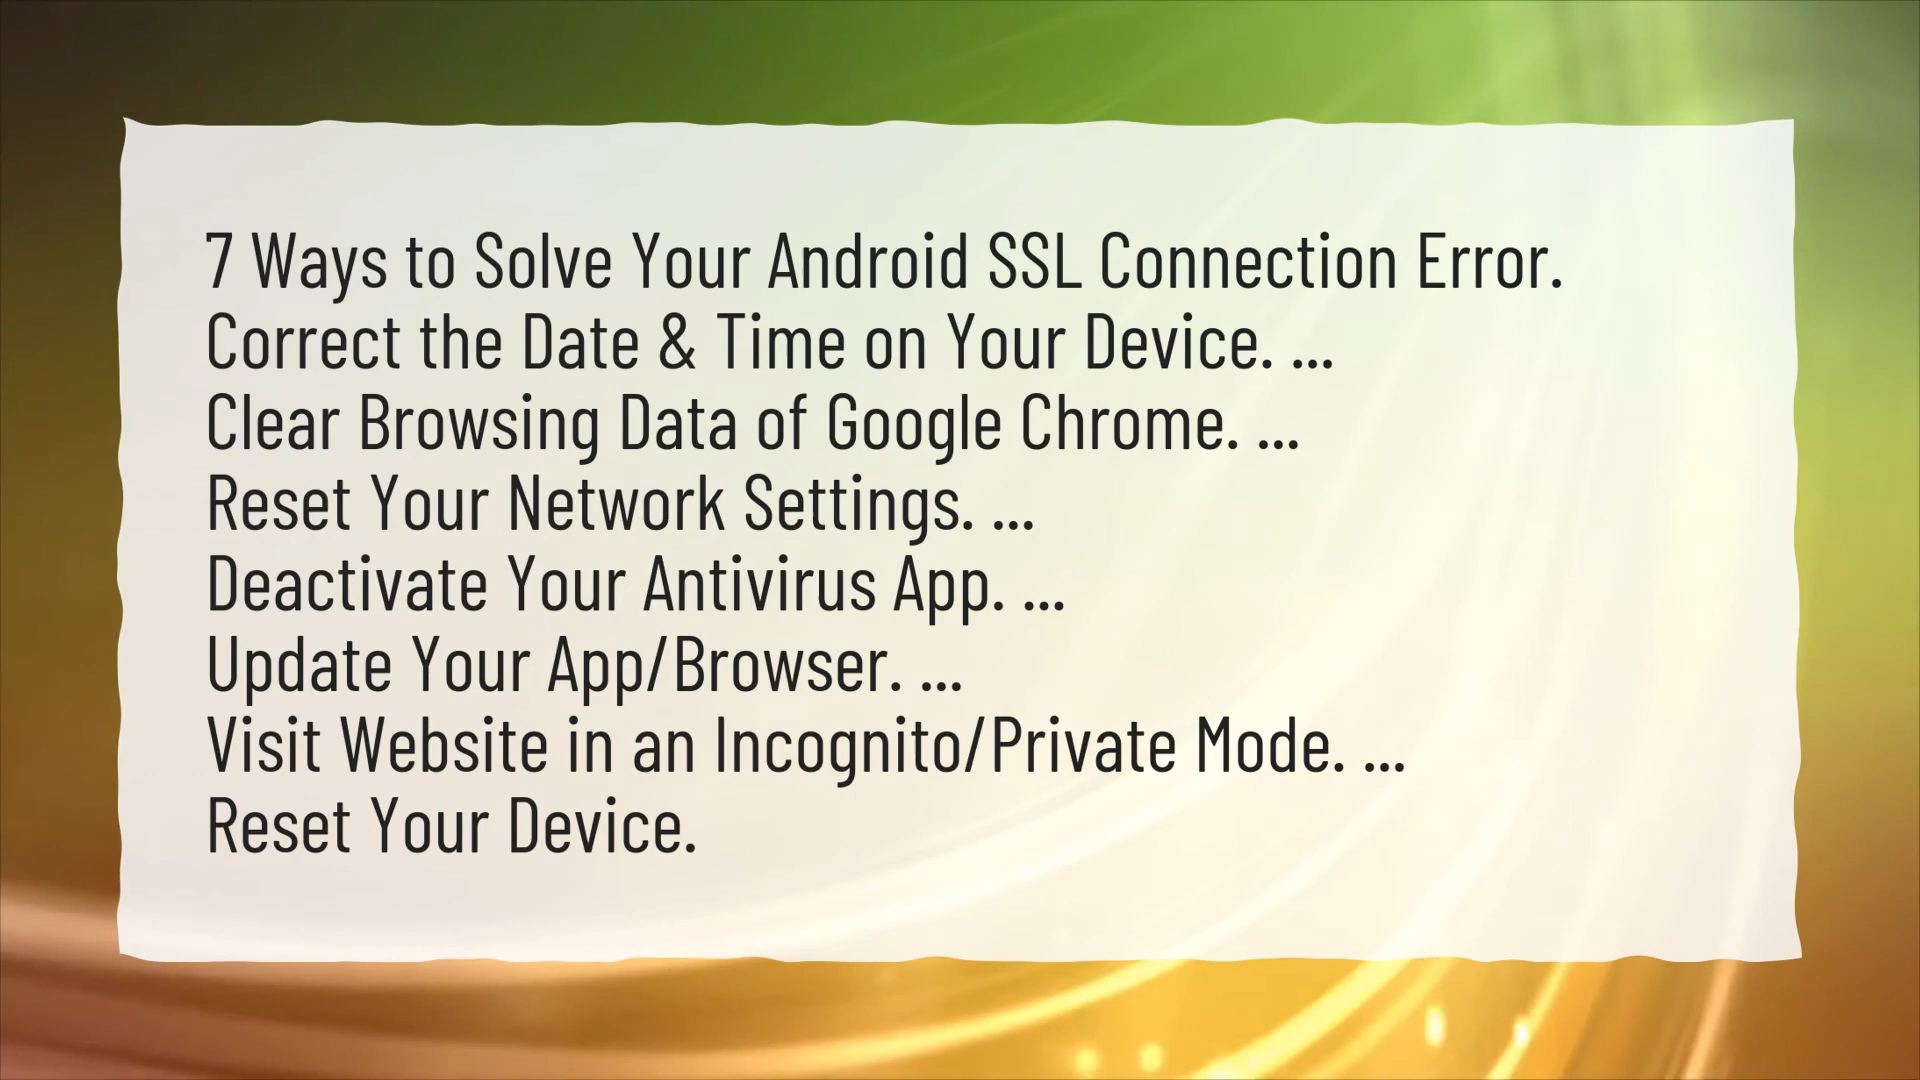 7 Ways to Solve Your Android SSL Connection Error.
Correct the Date & Time on Your Device. ...
Clear Browsing Data of Google Chrome. ...
Reset Your Network Settings. ...
Deactivate Your Antivirus App. ...
Update Your App/Browser. ...
Visit Website in an Incognito/Private Mode. ...
Reset Your Device.